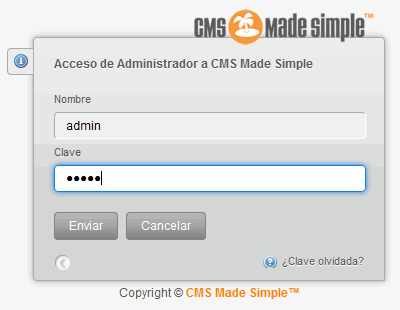 CMS Made Simple™
Acceso de Administrador a CMS Made Simple
Nombre
admin
Clave
•••••
Enviar Cancelar
¿Clave olvidada?
Copyright © CMS Made Simple™